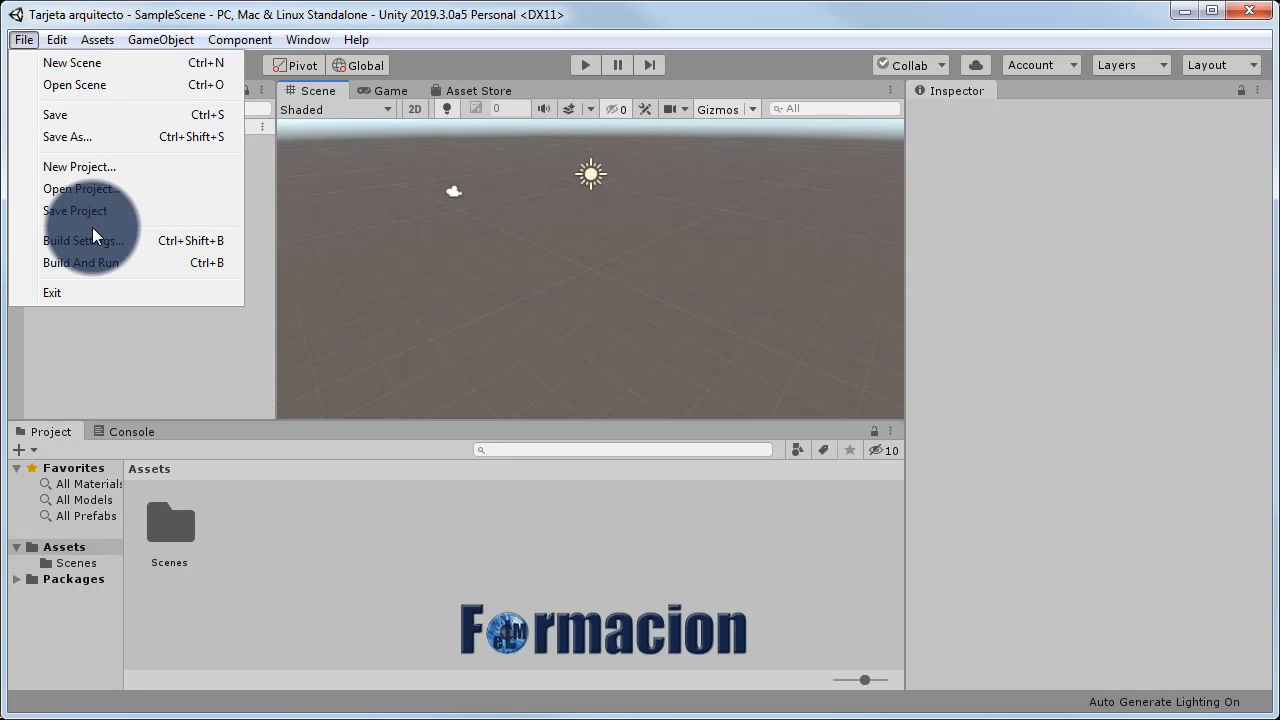 Tarjeta arquitecto - SampleScene - PC, Mac & Linux Standalone - Unity 2019.3.0a5 Personal <DX11>
File Edit Assets GameObject Component Window Help
Pivot Global Collab Account Layers Layout
New Scene Ctrl+N
Open Scene Ctrl+O
Save Ctrl+S
Save As... Ctrl+Shift+S
New Project...
Open Project...
Save Project
Build Settings... Ctrl+Shift+B
Build And Run Ctrl+B
Exit
Scene Game Asset Store
Shaded 2D 0 0 Gizmos All
Inspector
Project Console
10
Favorites
All Materials
All Models
All Prefabs
Assets
Scenes
Packages
Assets
Scenes
Formacion
Auto Generate Lighting On